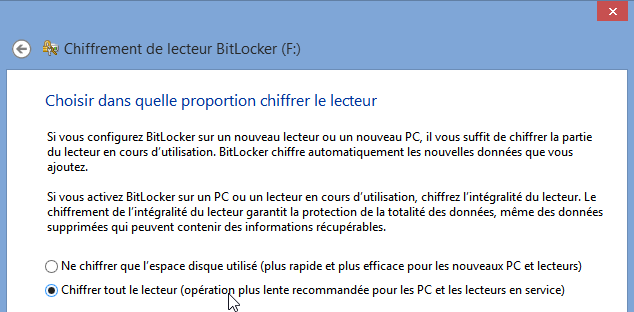 Chiffrement de lecteur BitLocker (F:)
Choisir dans quelle proportion chiffrer le lecteur
Si vous configurez BitLocker sur un nouveau lecteur ou un nouveau PC, il vous suffit de chiffrer la partie
du lecteur en cours d'utilisation. BitLocker chiffre automatiquement les nouvelles données que vous
ajoutez.
Si vous activez BitLocker sur un PC ou un lecteur en cours d'utilisation, chiffrez l'intégralité du lecteur. Le
chiffrement de l'intégralité du lecteur garantit la protection de la totalité des données, même des données
supprimées qui peuvent contenir des informations récupérables.
Ne chiffrer que l'espace disque utilisé (plus rapide et plus efficace pour les nouveaux PC et lecteurs)
Chiffrer tout le lecteur (opération plus lente recommandée pour les PC et les lecteurs en service)